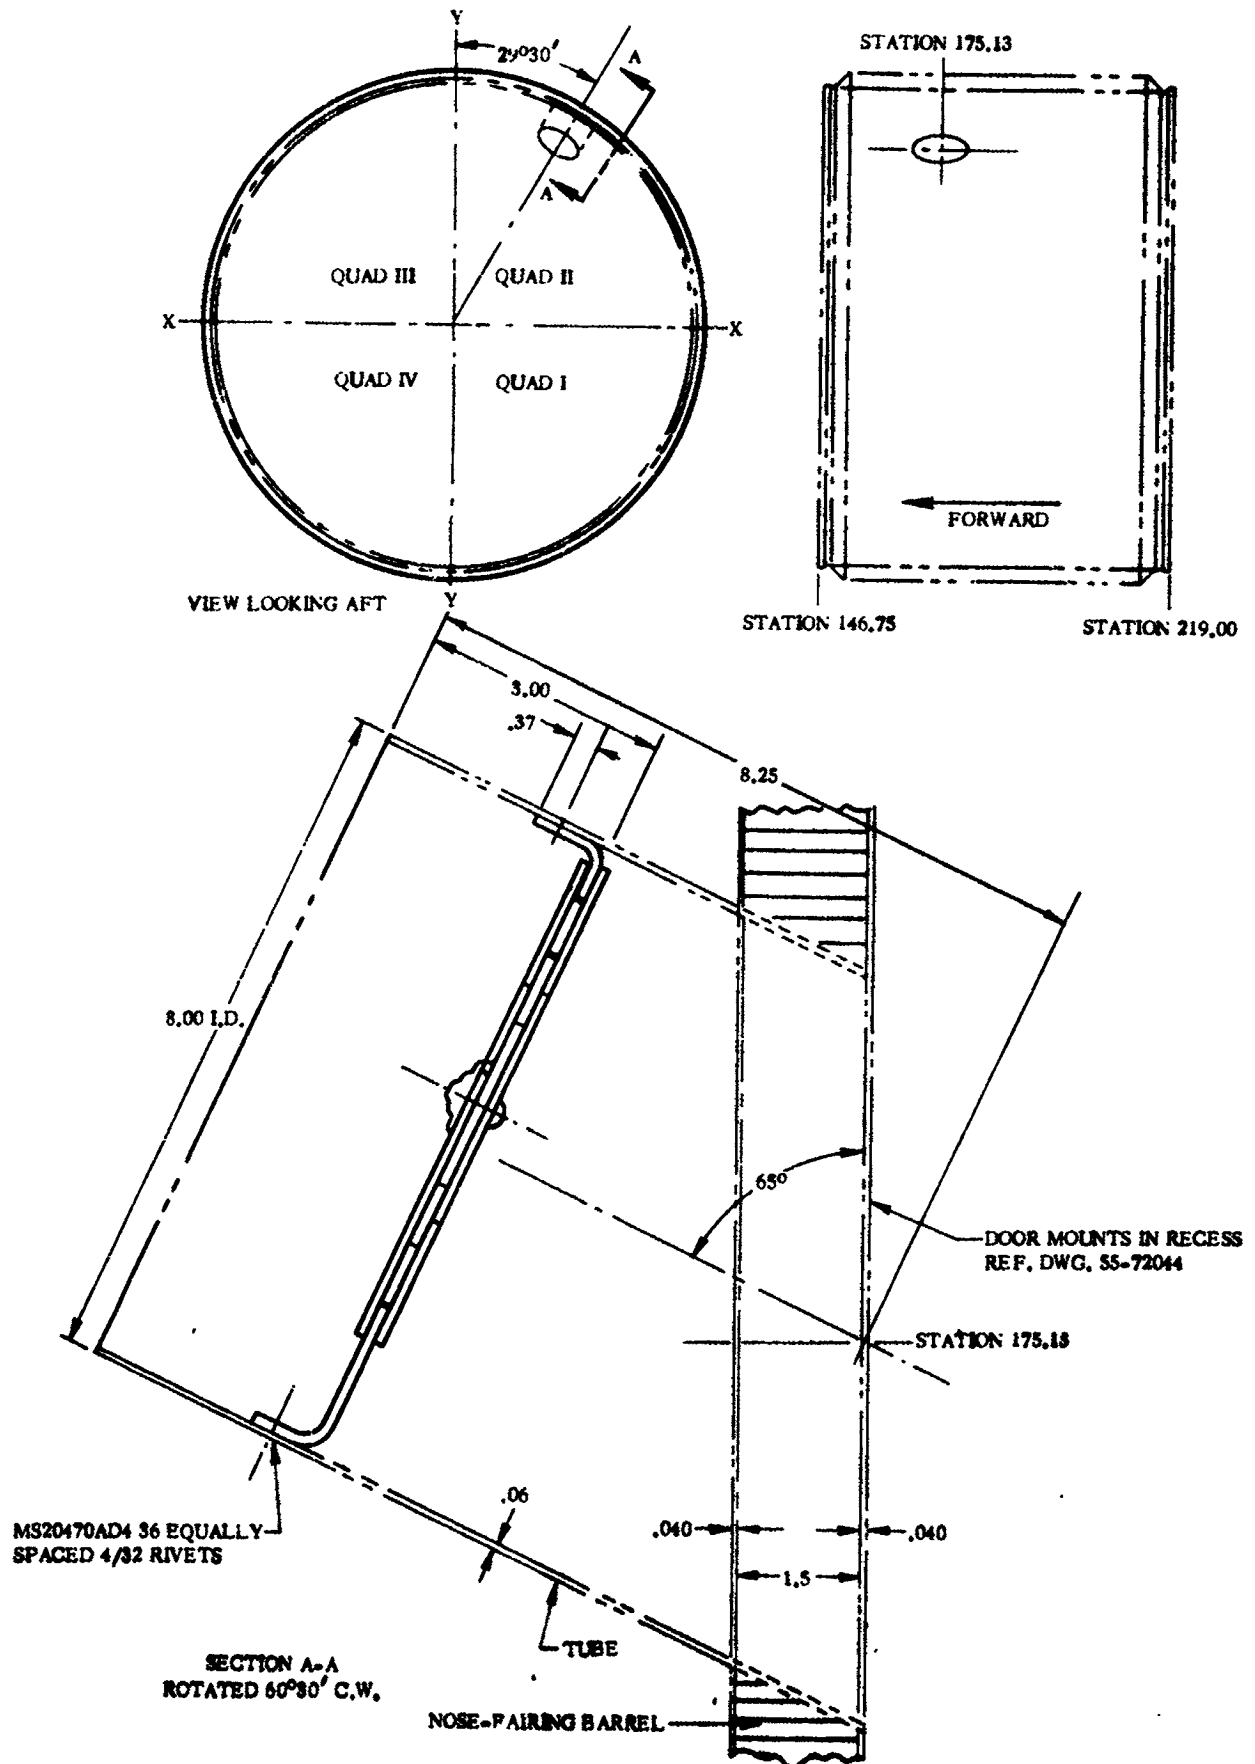 Y
29°30′
A
A
QUAD III
QUAD II
X
X
QUAD IV
QUAD I
VIEW LOOKING AFT
Y
STATION 175.13
FORWARD
STATION 146.75
STATION 219.00
3.00
.37
8.25
8.00 I.D.
65°
DOOR MOUNTS IN RECESS
REF. DWG. 55-72044
STATION 175.13
.06
MS20470AD4 36 EQUALLY
SPACED 4/32 RIVETS
.040
.040
1.5
TUBE
SECTION A-A
ROTATED 60°30′ C.W.
NOSE-FAIRING BARREL